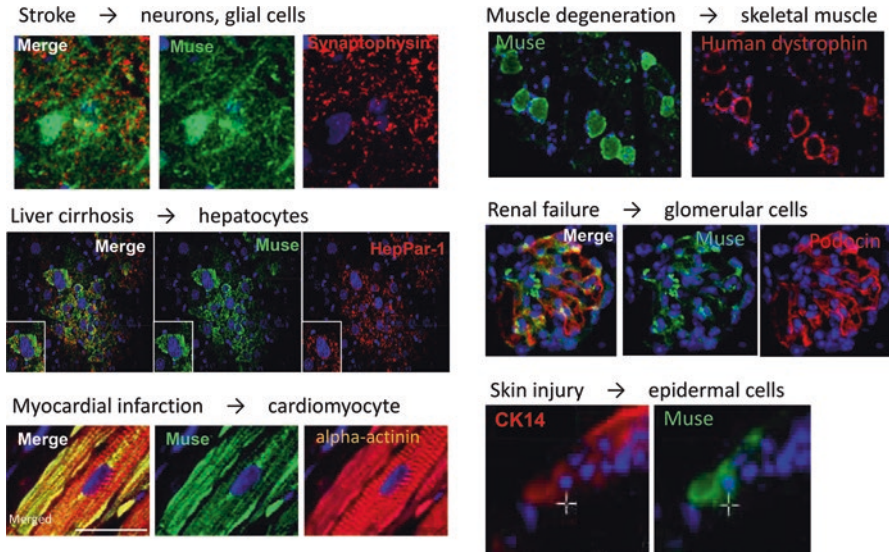 Stroke → neurons, glial cells
Merge Muse Synaptophysin
Liver cirrhosis → hepatocytes
Merge Muse HepPar-1
Myocardial infarction → cardiomyocyte
Merge Muse alpha-actinin
Merged
Muscle degeneration → skeletal muscle
Muse Human dystrophin
Renal failure → glomerular cells
Merge Muse Podocin
Skin injury → epidermal cells
CK14 Muse